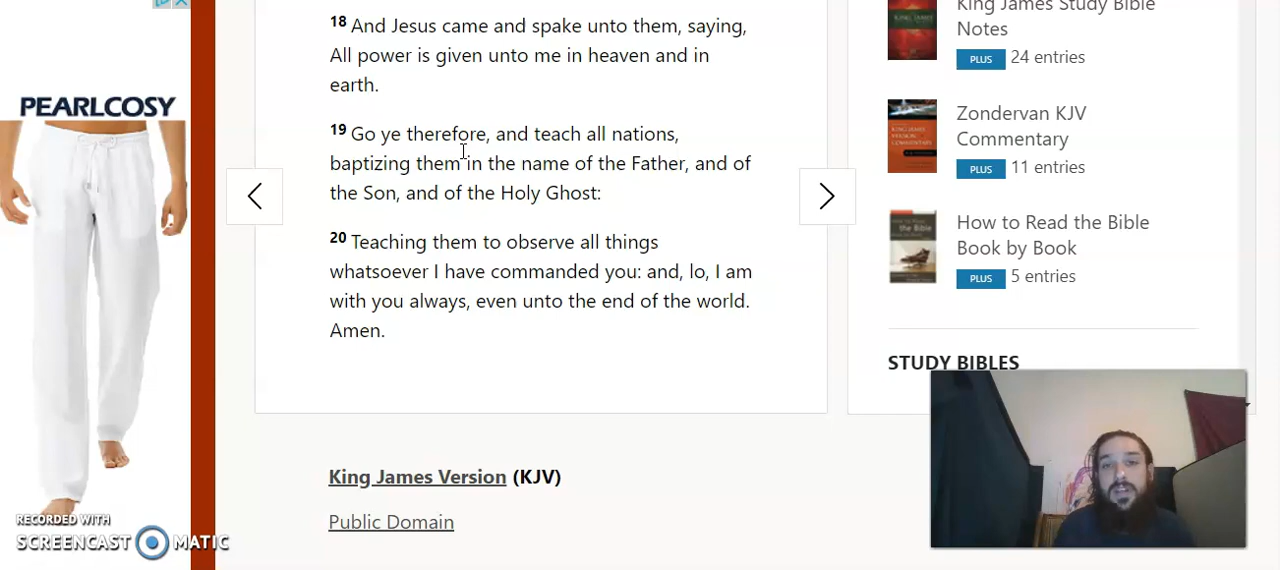 PEARLCOSY
18 And Jesus came and spake unto them, saying,
All power is given unto me in heaven and in
earth.
19 Go ye therefore, and teach all nations,
baptizing them in the name of the Father, and of
the Son, and of the Holy Ghost:
20 Teaching them to observe all things
whatsoever I have commanded you: and, lo, I am
with you always, even unto the end of the world.
Amen.
King James Version (KJV)
Public Domain
King James Study Bible
Notes
PLUS 24 entries
Zondervan KJV
Commentary
PLUS 11 entries
How to Read the Bible
Book by Book
PLUS 5 entries
STUDY BIBLES
RECORDED WITH
SCREENCAST MATIC